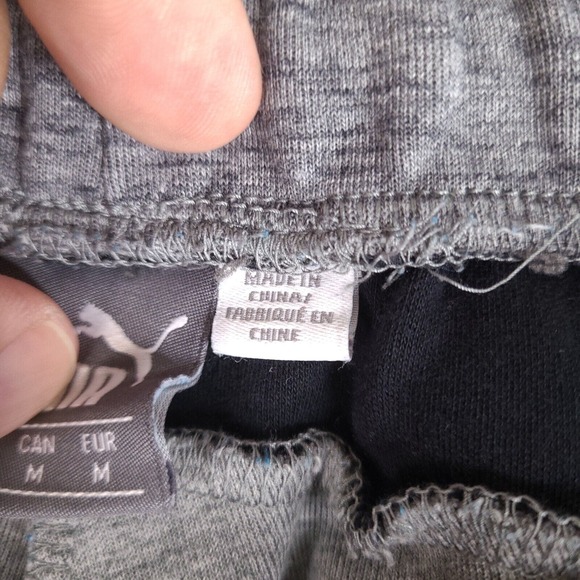 MADE IN
CHINA/
FABRIQUÉ EN
CHINE
CAN EUR
M M